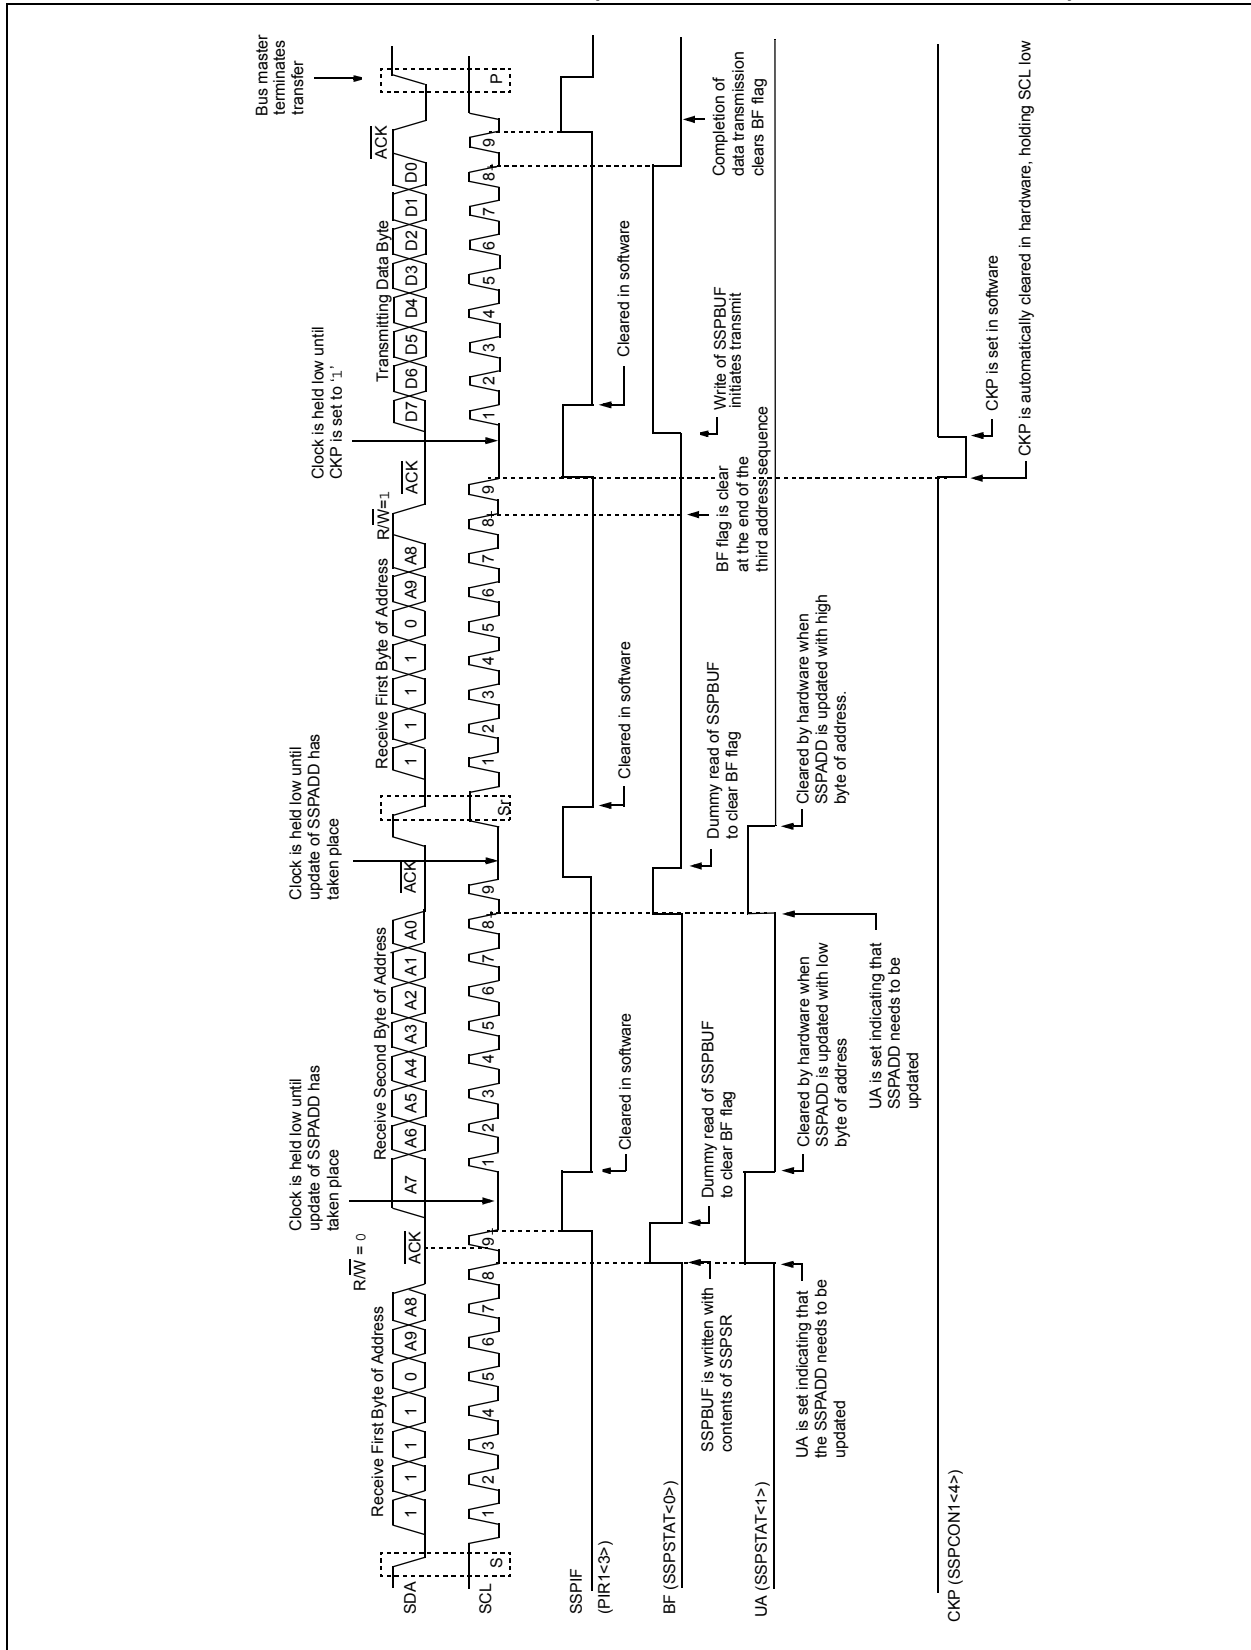 Bus master
terminates
transfer
Clock is held low until
update of SSPADD has
taken place
Clock is held low until
update of SSPADD has
taken place
Clock is held low until
CKP is set to ‘1’
R/W = 0
R/W=1
Receive First Byte of Address
Receive Second Byte of Address
Receive First Byte of Address
Transmitting Data Byte
ACK
ACK
ACK
ACK
SDA
1 1 1 1 0 A9 A8
A7 A6 A5 A4 A3 A2 A1 A0
1 1 1 1 0 A9 A8
D7 D6 D5 D4 D3 D2 D1 D0
SCL
S 1 2 3 4 5 6 7 8 9
1 2 3 4 5 6 7 8 9
Sr 1 2 3 4 5 6 7 8 9
1 2 3 4 5 6 7 8 9 P
SSPIF
(PIR1<3>)
Cleared in software
Cleared in software
Cleared in software
BF (SSPSTAT<0>)
SSPBUF is written with
contents of SSPSR
Dummy read of SSPBUF
to clear BF flag
Dummy read of SSPBUF
to clear BF flag
BF flag is clear
at the end of the
third address sequence
Write of SSPBUF
initiates transmit
Completion of
data transmission
clears BF flag
UA (SSPSTAT<1>)
UA is set indicating that
the SSPADD needs to be
updated
Cleared by hardware when
SSPADD is updated with low
byte of address
UA is set indicating that
SSPADD needs to be
updated
Cleared by hardware when
SSPADD is updated with high
byte of address.
CKP (SSPCON1<4>)
CKP is set in software
CKP is automatically cleared in hardware, holding SCL low